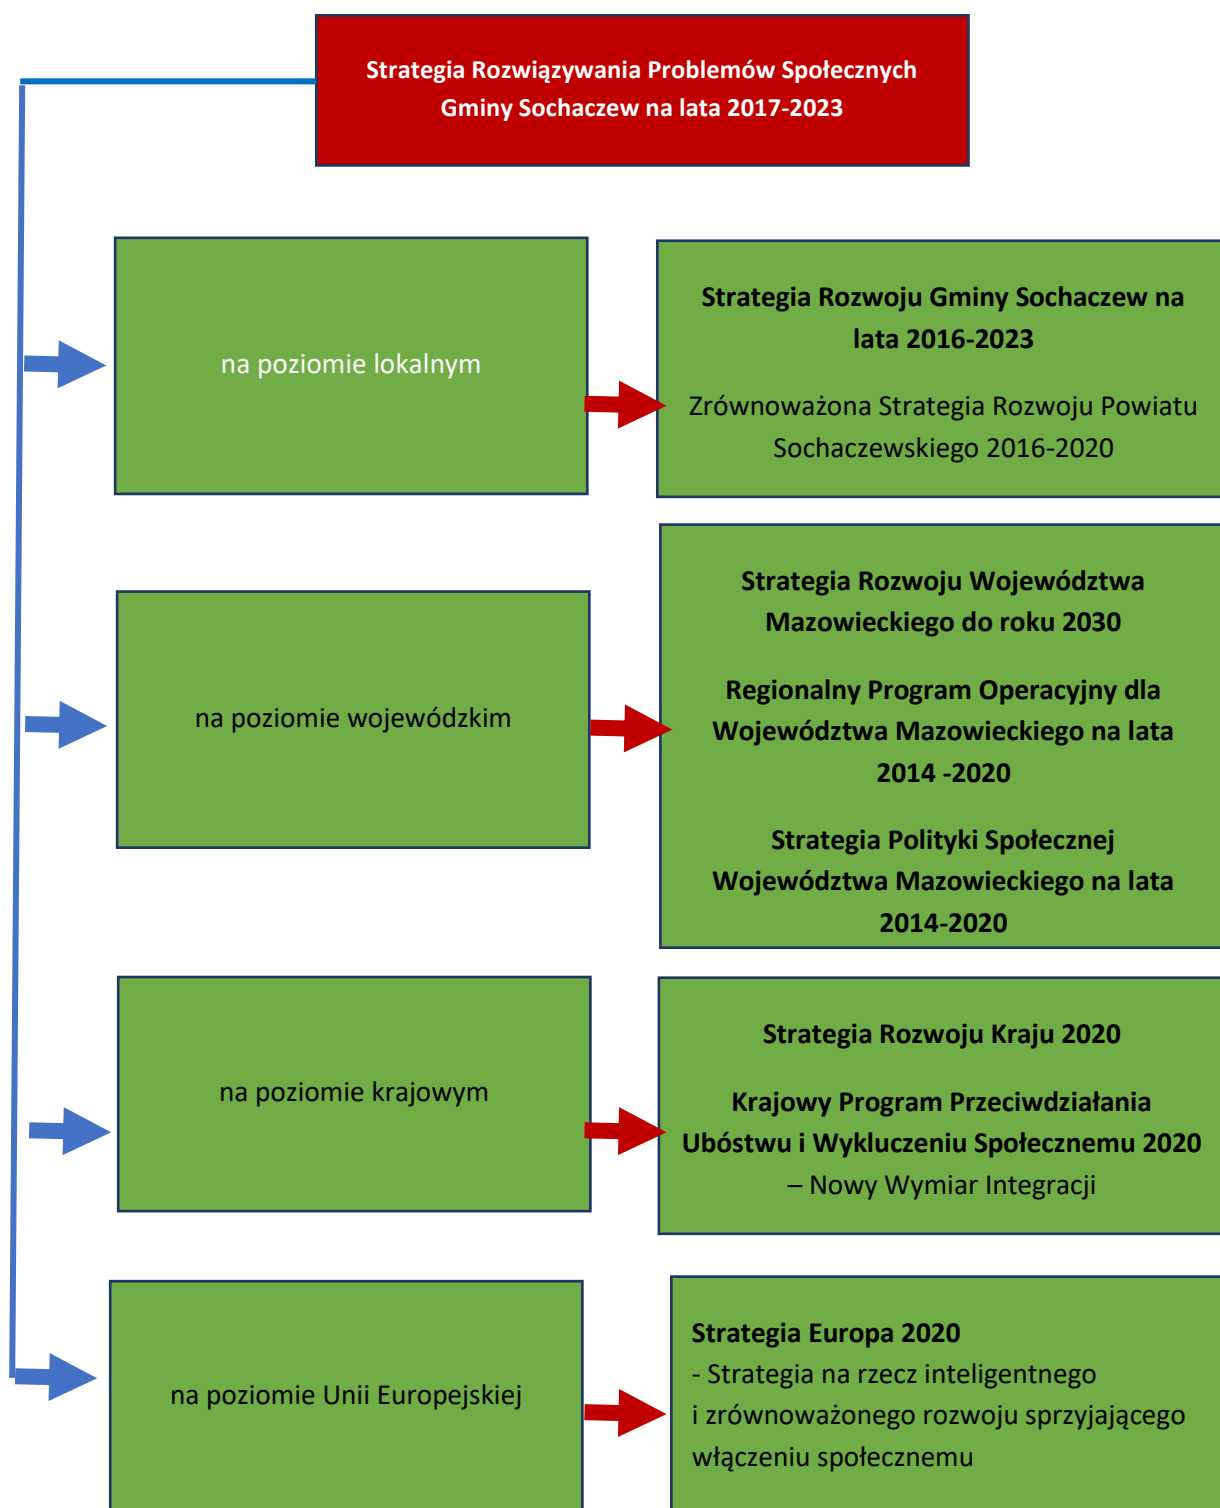 Strategia Rozwiązywania Problemów Społecznych
Gminy Sochaczew na lata 2017-2023
na poziomie lokalnym
Strategia Rozwoju Gminy Sochaczew na
lata 2016-2023
Zrównoważona Strategia Rozwoju Powiatu
Sochaczewskiego 2016-2020
na poziomie wojewódzkim
Strategia Rozwoju Województwa
Mazowieckiego do roku 2030
Regionalny Program Operacyjny dla
Województwa Mazowieckiego na lata
2014 -2020
Strategia Polityki Społecznej
Województwa Mazowieckiego na lata
2014-2020
na poziomie krajowym
Strategia Rozwoju Kraju 2020
Krajowy Program Przeciwdziałania
Ubóstwu i Wykluczeniu Społecznemu 2020
– Nowy Wymiar Integracji
na poziomie Unii Europejskiej
Strategia Europa 2020
- Strategia na rzecz inteligentnego
i zrównoważonego rozwoju sprzyjającego
włączeniu społecznemu